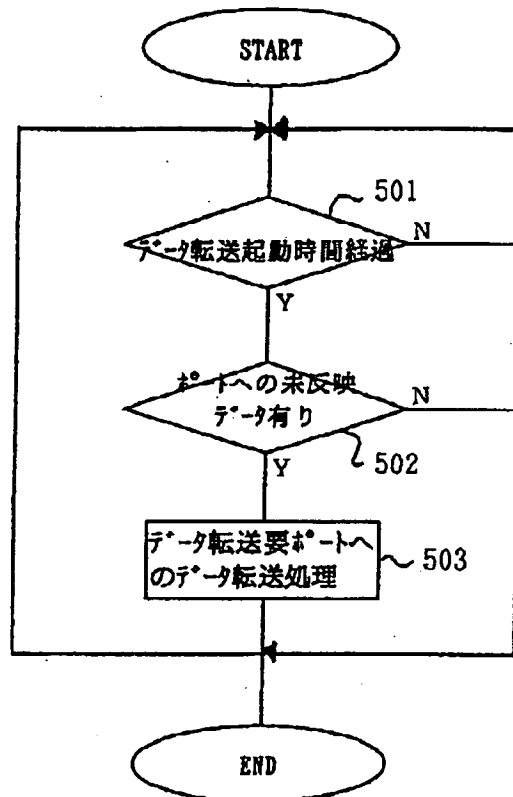 START
501
データ転送起動時間経過
N
Y
ポートへの未反映
データ有り
N
502
Y
データ転送要ポートへ
のデータ転送処理
503
END